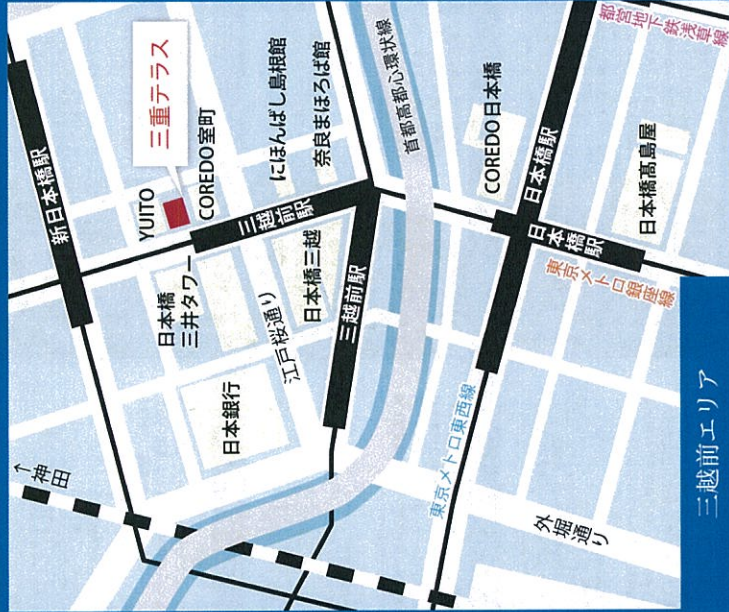 都営地下鉄浅草線
新日本橋駅
三重テラス
YUITO
COREDO室町
にほんばし島根館
奈良まほろば館
首都高都心環状線
三越前駅
日本橋
三井タワー
日本橋三越
江戸桜通り
三越前駅
日本銀行
COREDO日本橋
日本橋駅
日本橋駅
日本橋髙島屋
東京メトロ銀座線
東京メトロ東西線
外堀通り
↑
神田
三越前エリア